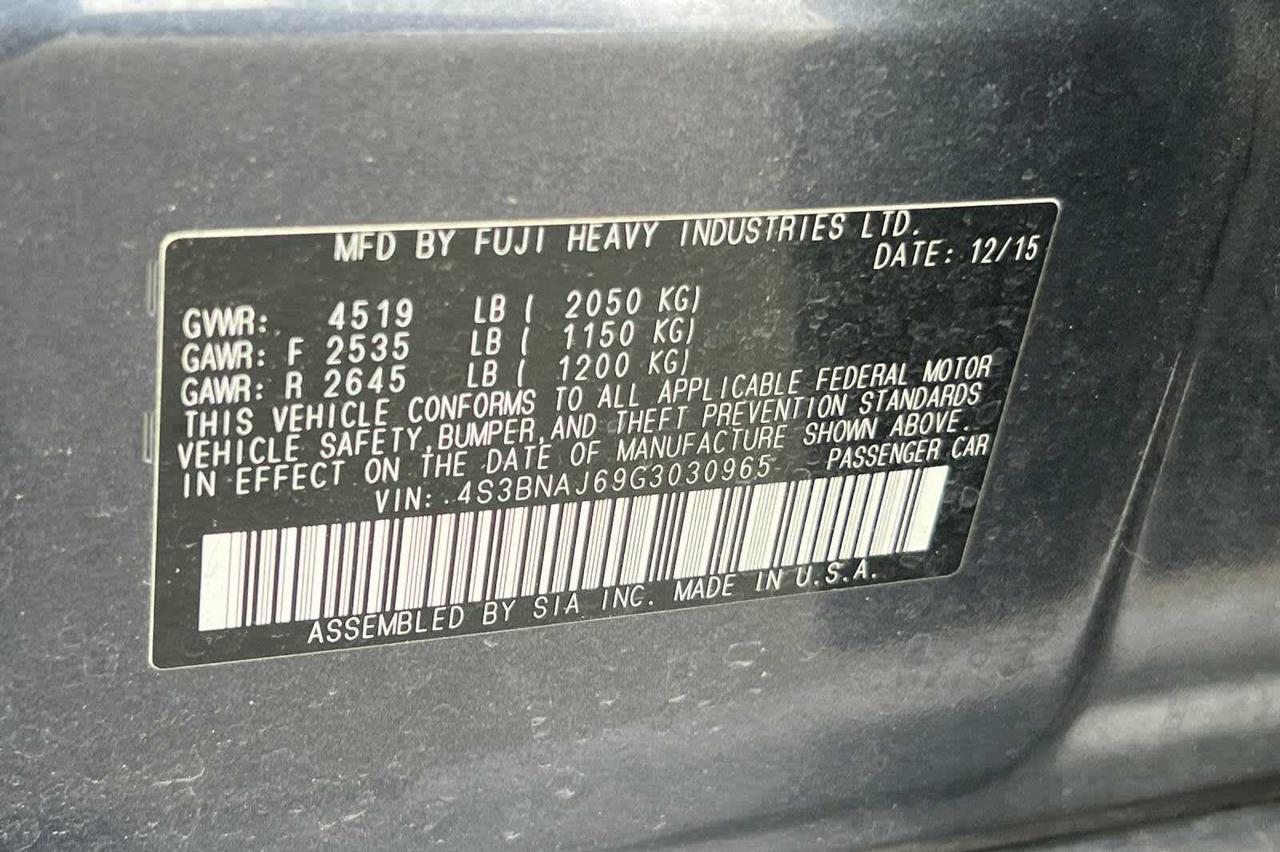 MFD BY FUJI HEAVY INDUSTRIES LTD.
DATE: 12/15
GVWR: 4519 LB ( 2050 KG)
GAWR: F 2535 LB ( 1150 KG)
GAWR: R 2645 LB ( 1200 KG)
THIS VEHICLE CONFORMS TO ALL APPLICABLE FEDERAL MOTOR
VEHICLE SAFETY, BUMPER, AND THEFT PREVENTION STANDARDS
IN EFFECT ON THE DATE OF MANUFACTURE SHOWN ABOVE.
VIN: 4S3BNAJ69G3030965 PASSENGER CAR
ASSEMBLED BY SIA INC. MADE IN U.S.A.